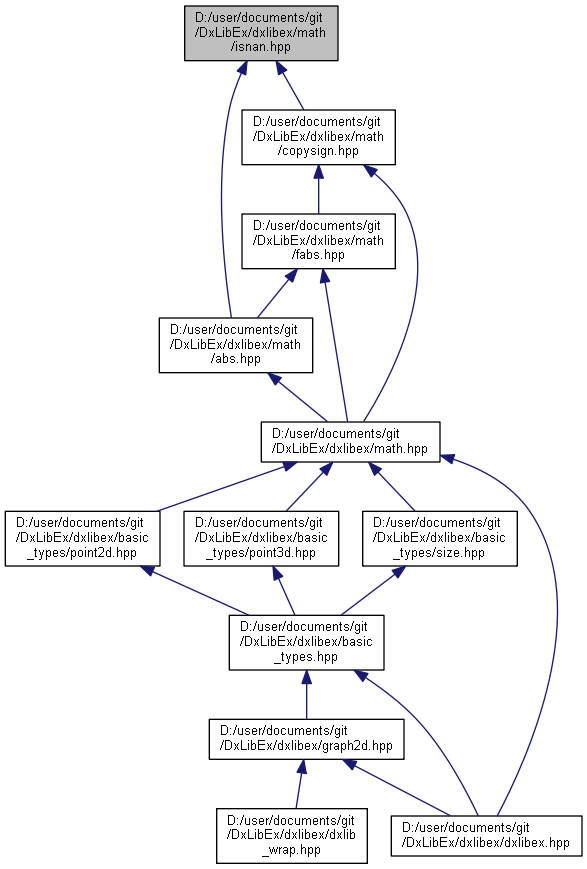 D:/user/documents/git
/DxLibEx/dxlibex/math
/isnan.hpp
D:/user/documents/git
/DxLibEx/dxlibex/math
/copysign.hpp
D:/user/documents/git
/DxLibEx/dxlibex/math
/fabs.hpp
D:/user/documents/git
/DxLibEx/dxlibex/math
/abs.hpp
D:/user/documents/git
/DxLibEx/dxlibex/math.hpp
D:/user/documents/git
/DxLibEx/dxlibex/basic
_types/point2d.hpp
D:/user/documents/git
/DxLibEx/dxlibex/basic
_types/point3d.hpp
D:/user/documents/git
/DxLibEx/dxlibex/basic
_types/size.hpp
D:/user/documents/git
/DxLibEx/dxlibex/basic
_types.hpp
D:/user/documents/git
/DxLibEx/dxlibex/graph2d.hpp
D:/user/documents/git
/DxLibEx/dxlibex/dxlib
_wrap.hpp
D:/user/documents/git
/DxLibEx/dxlibex/dxlibex.hpp